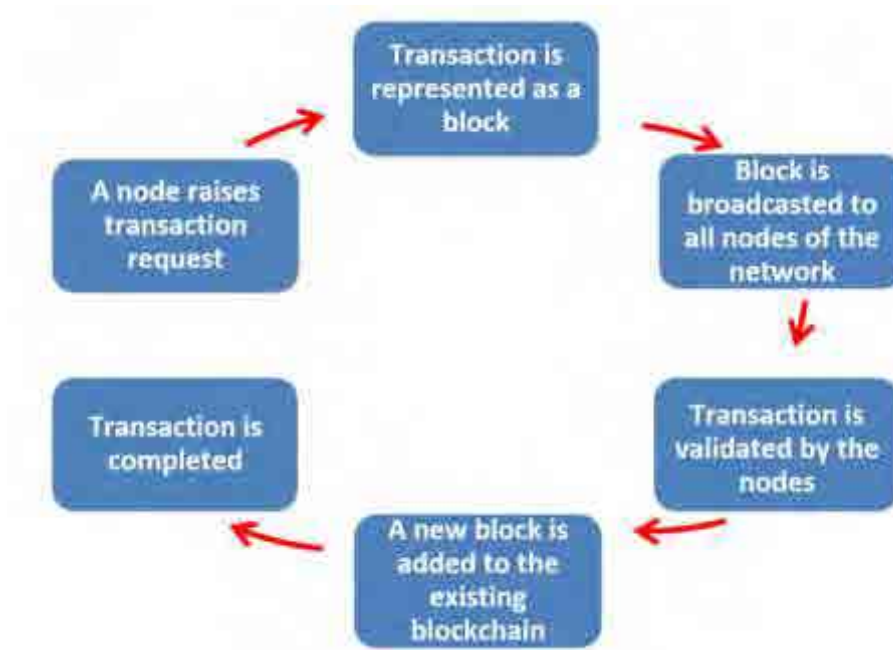 A node raises
transaction
request
Transaction is
represented as a
block
Block is
broadcasted to
all nodes of the
network
Transaction is
validated by the
nodes
A new block is
added to the
existing
blockchain
Transaction is
completed